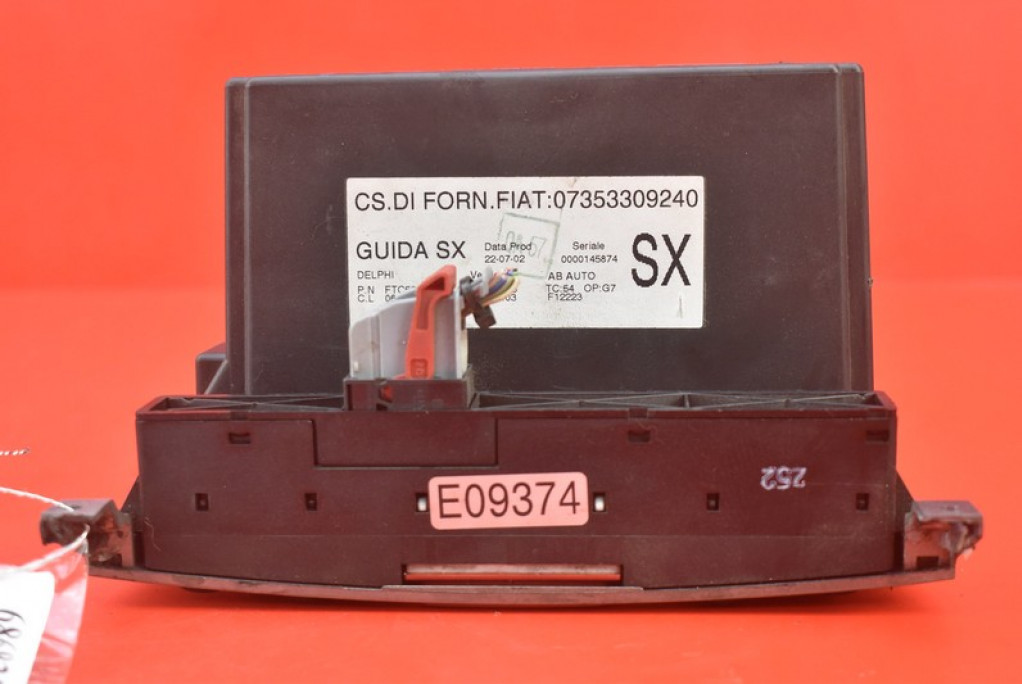 CS.DI FORN.FIAT:07353309240
GUIDA SX Data Prod Seriale SX
22-07-02 0000145874
DELPHI AB AUTO
P.N TC:54 OP:G7
C.L F12223
E09374
252